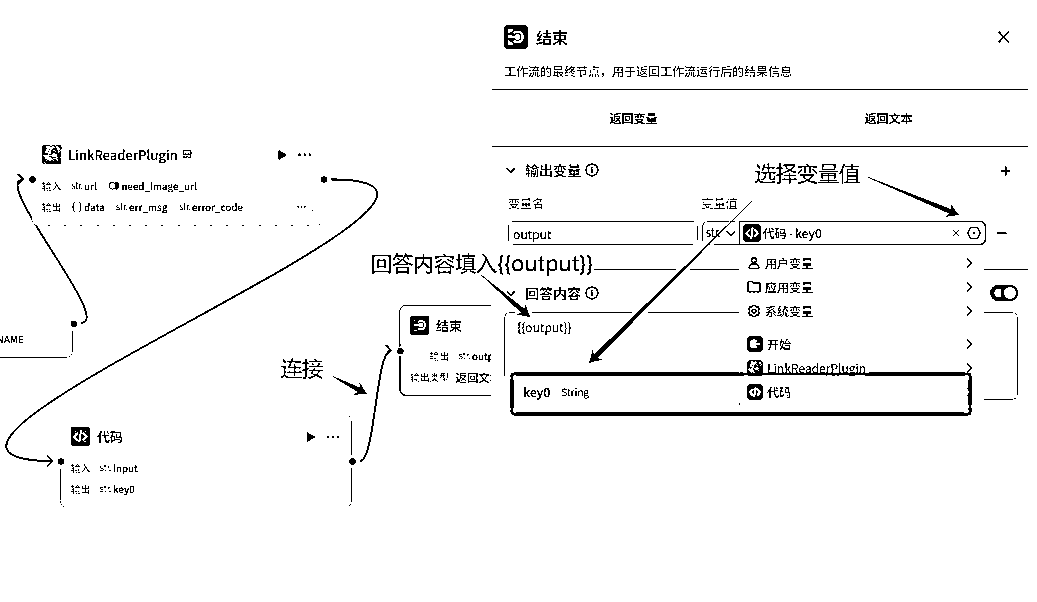 LinkReaderPlugin
输入 str.url need_image_url
输出 {}data str.err_msg str.error_code
NAME
连接
代码
输入 str.input
输出 str.key0
结束
输出 str.outp
输出类型 返回文
结束
工作流的最终节点，用于返回工作流运行后的结果信息
返回变量 返回文本
选择变量值
输出变量
变量名 变量值
output str 代码 - key0
回答内容填入{{output}}
回答内容
{{output}}
用户变量
应用变量
系统变量
开始
LinkReaderPlugin
key0 String 代码